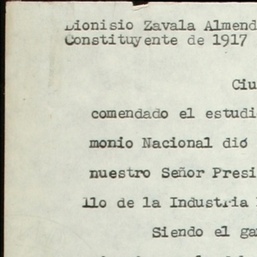 Dionisio Zavala Almend
Constituyente de 1917
Ciu
comendado el estudi
monio Nacional dió
nuestro Señor Presi
llo de la Industria
Siendo el ga